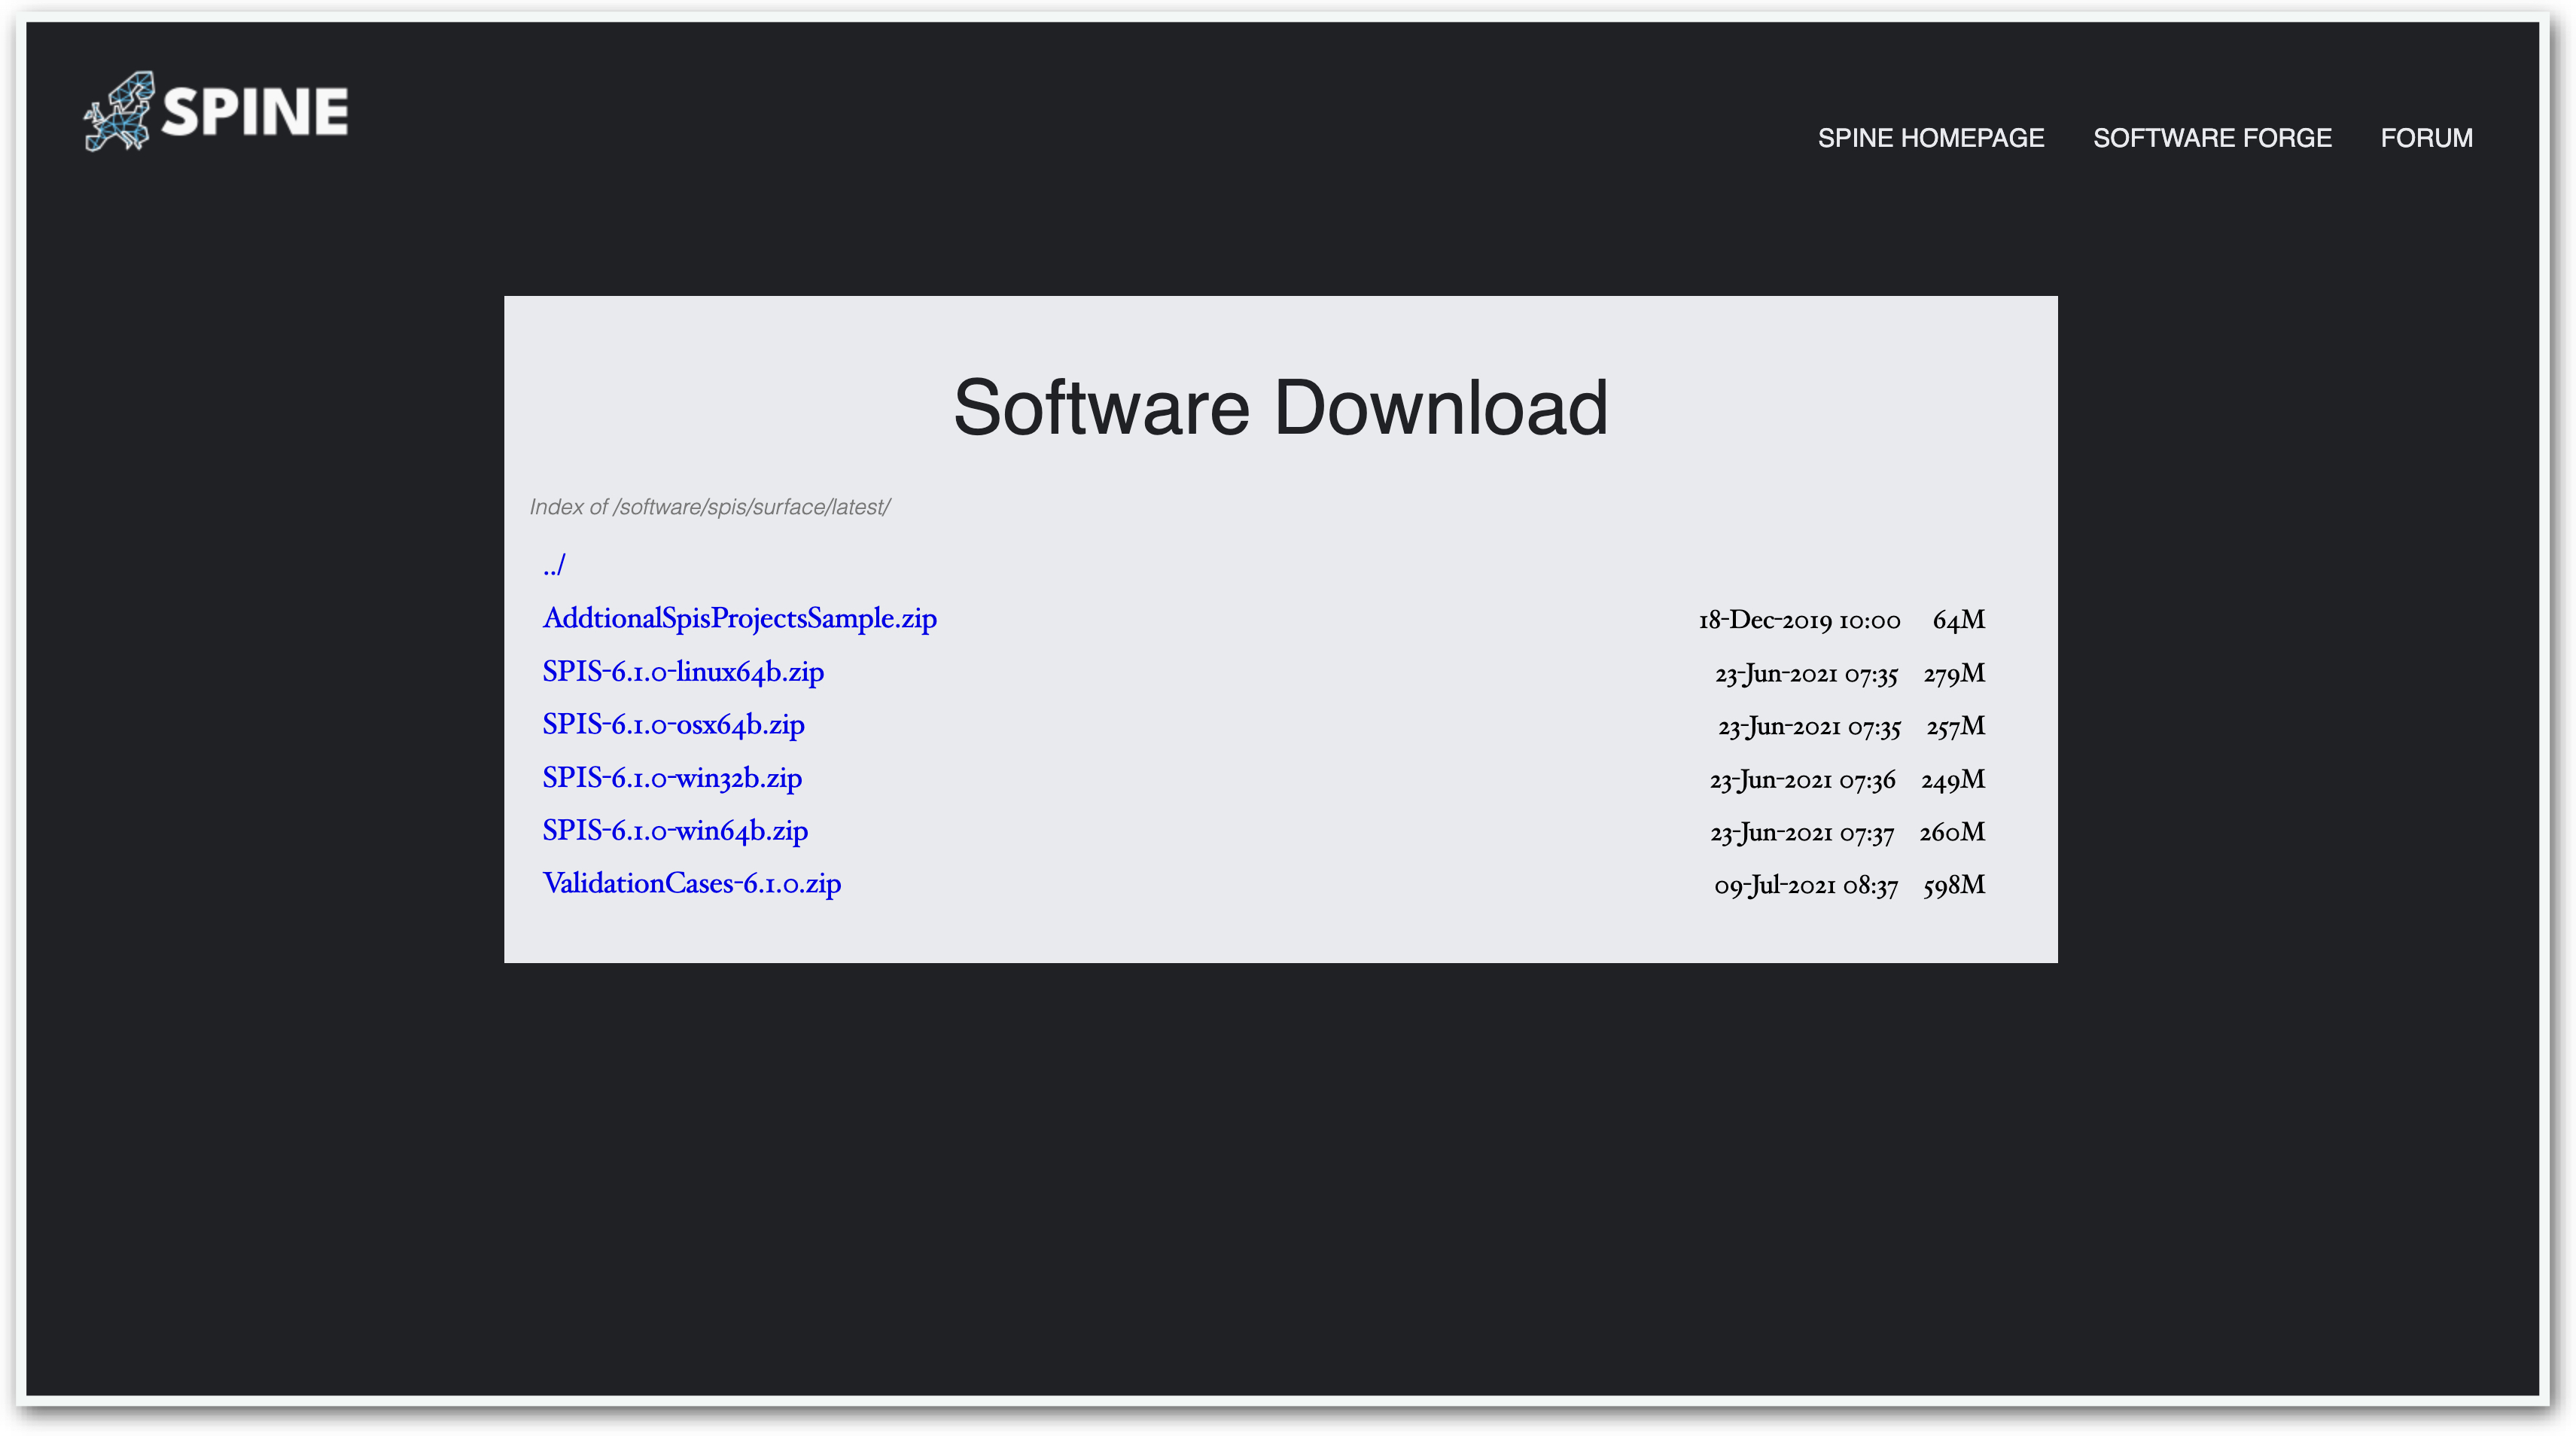 SPINE
SPINE HOMEPAGE SOFTWARE FORGE FORUM
Software Download
Index of /software/spis/surface/latest/
../
AddtionalSpisProjectsSample.zip 18-Dec-2019 10:00 64M
SPIS-6.1.0-linux64b.zip 23-Jun-2021 07:35 279M
SPIS-6.1.0-osx64b.zip 23-Jun-2021 07:35 257M
SPIS-6.1.0-win32b.zip 23-Jun-2021 07:36 249M
SPIS-6.1.0-win64b.zip 23-Jun-2021 07:37 260M
ValidationCases-6.1.0.zip 09-Jul-2021 08:37 598M